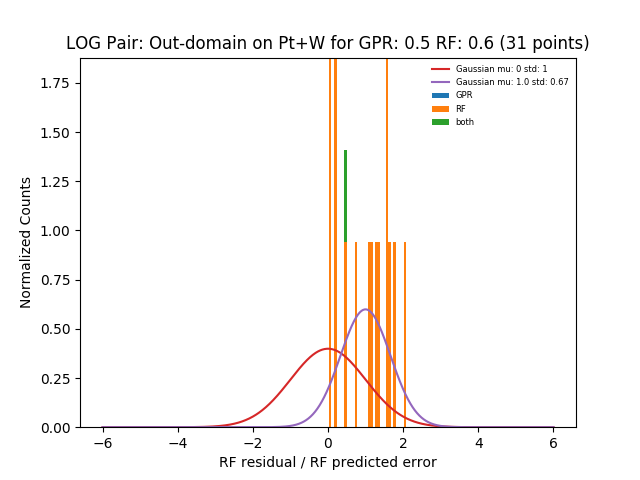 LOG Pair: Out-domain on Pt+W for GPR: 0.5 RF: 0.6 (31 points)
Gaussian mu: 0 std: 1
Gaussian mu: 1.0 std: 0.67
GPR
RF
both
Normalized Counts
1.75
1.50
1.25
1.00
0.75
0.50
0.25
0.00
−6 −4 −2 0 2 4 6
RF residual / RF predicted error